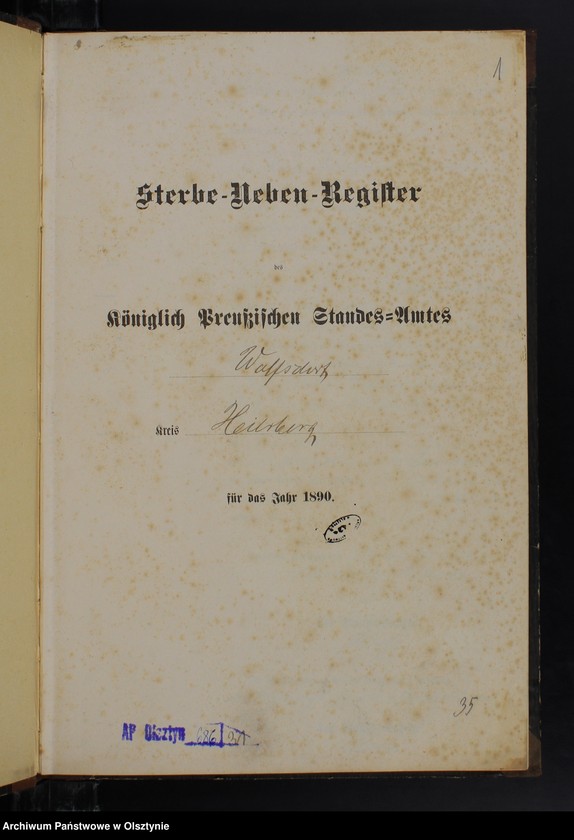 1
Sterbe-Neben-Register
des
Königlich Preußischen Standes-Amtes
Wolfsdorf
Kreis Heilsberg
für das Jahr 1890.
35
AP Olsztyn
Archiwum Państwowe w Olsztynie